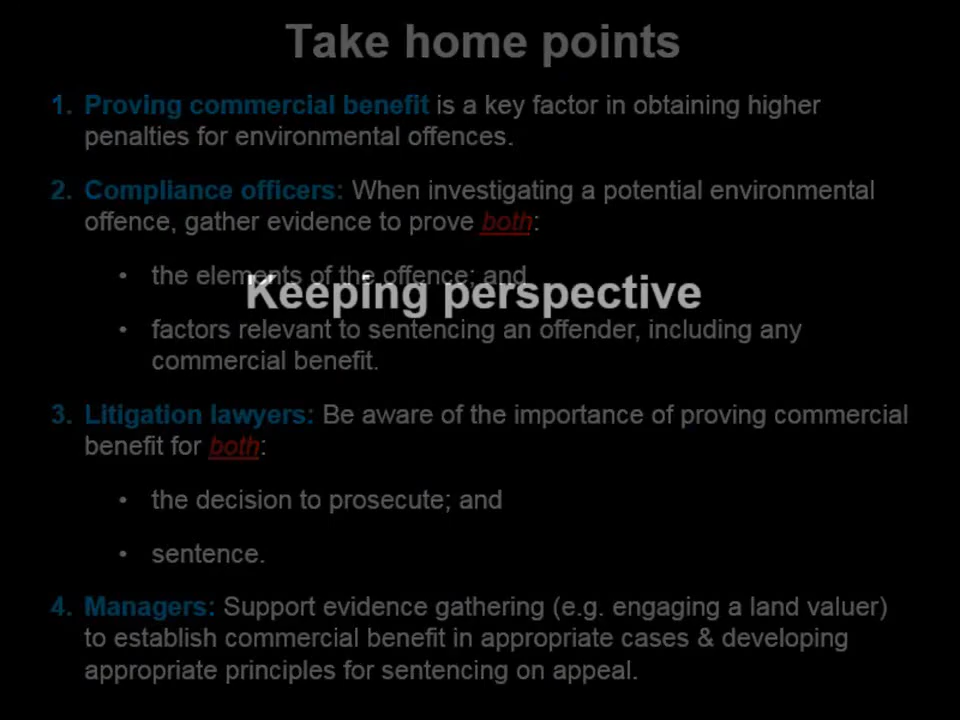 Take home points
1. Proving commercial benefit is a key factor in obtaining higher
penalties for environmental offences.
2. Compliance officers: When investigating a potential environmental
offence, gather evidence to prove both:
• the elements of the offence; and
Keeping perspective
• factors relevant to sentencing an offender, including any
commercial benefit.
3. Litigation lawyers: Be aware of the importance of proving commercial
benefit for both:
• the decision to prosecute; and
• sentence.
4. Managers: Support evidence gathering (e.g. engaging a land valuer)
to establish commercial benefit in appropriate cases & developing
appropriate principles for sentencing on appeal.